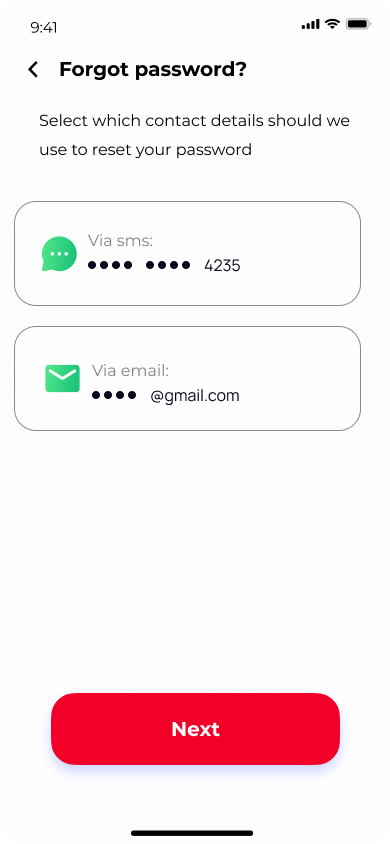 9:41
Forgot password?
Select which contact details should we
use to reset your password
Via sms:
●●●● ●●●● 4235
Via email:
●●●● @gmail.com
Next